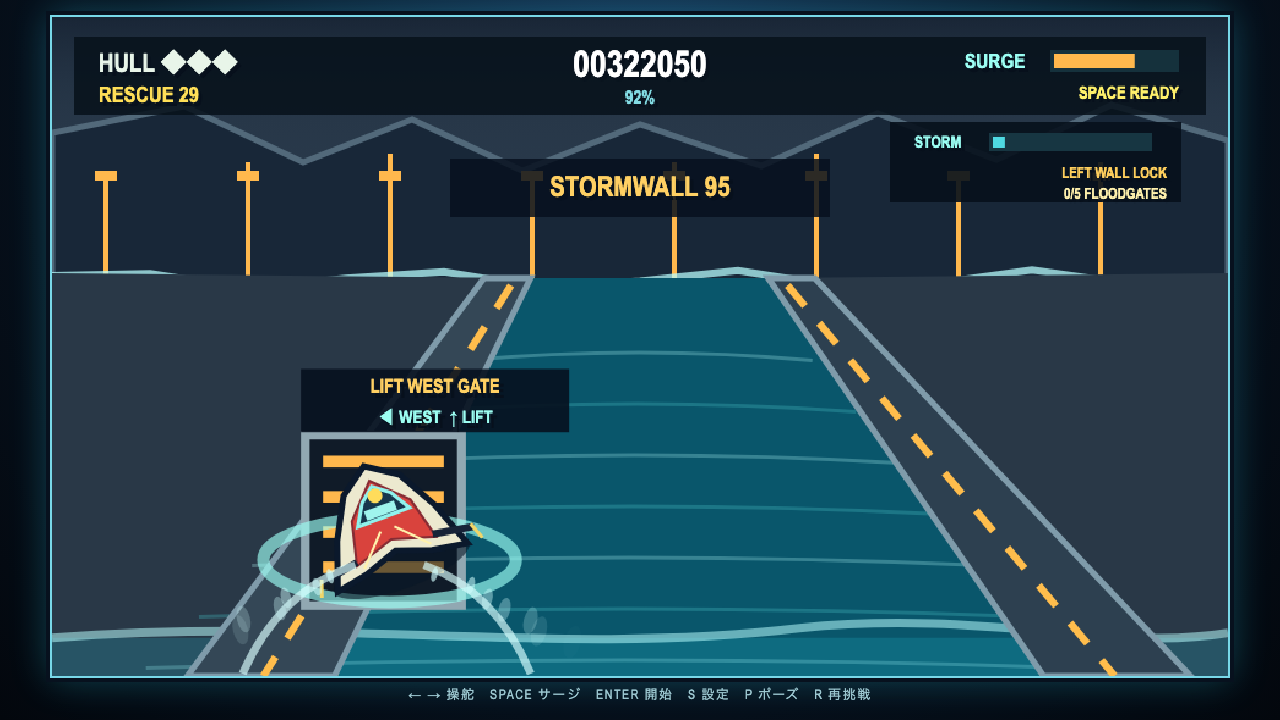 HULL
RESCUE 29
00322050
92%
SURGE
SPACE READY
STORM
LEFT WALL LOCK
0/5 FLOODGATES
STORMWALL 95
LIFT WEST GATE
◀ WEST ↑ LIFT
← → 操舵 SPACE サージ ENTER 開始 S 設定 P ポーズ R 再挑戦